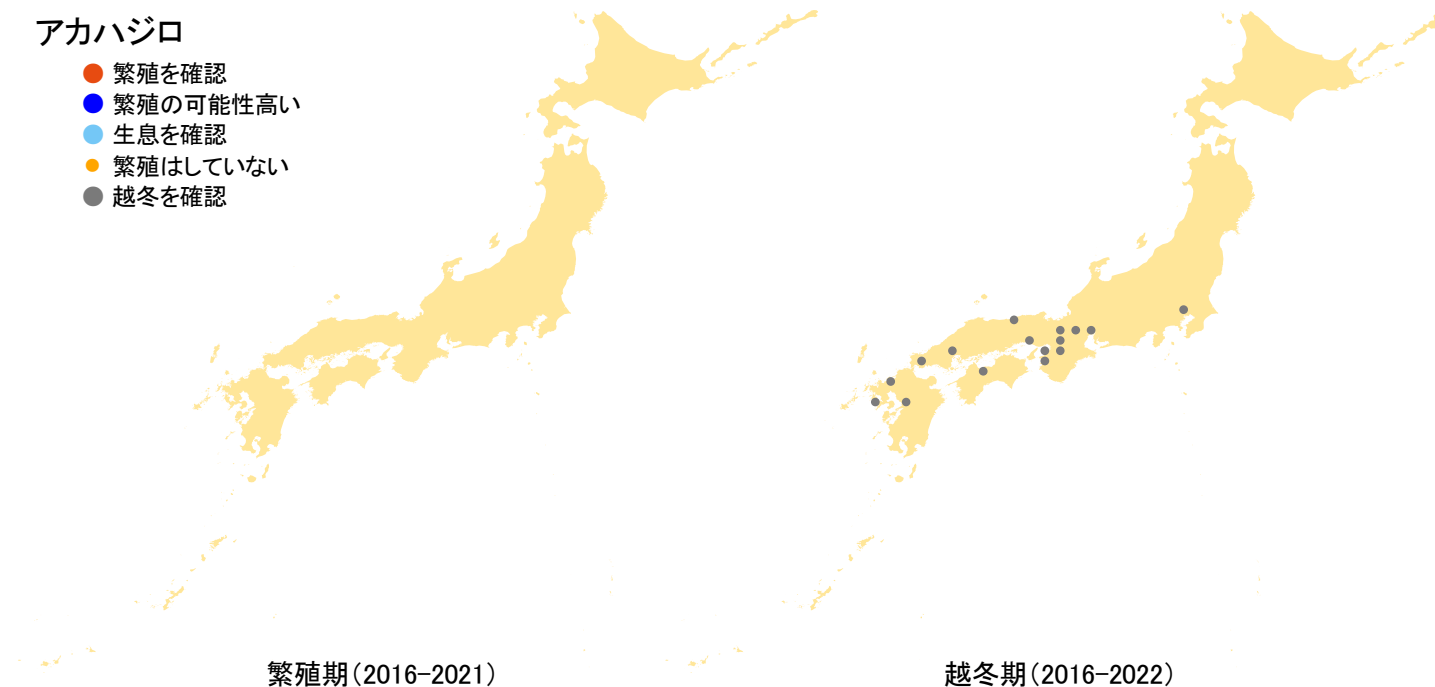 アカハジロ
繁殖を確認
繁殖の可能性高い
生息を確認
繁殖はしていない
越冬を確認
繁殖期（2016-2021）
越冬期（2016-2022）